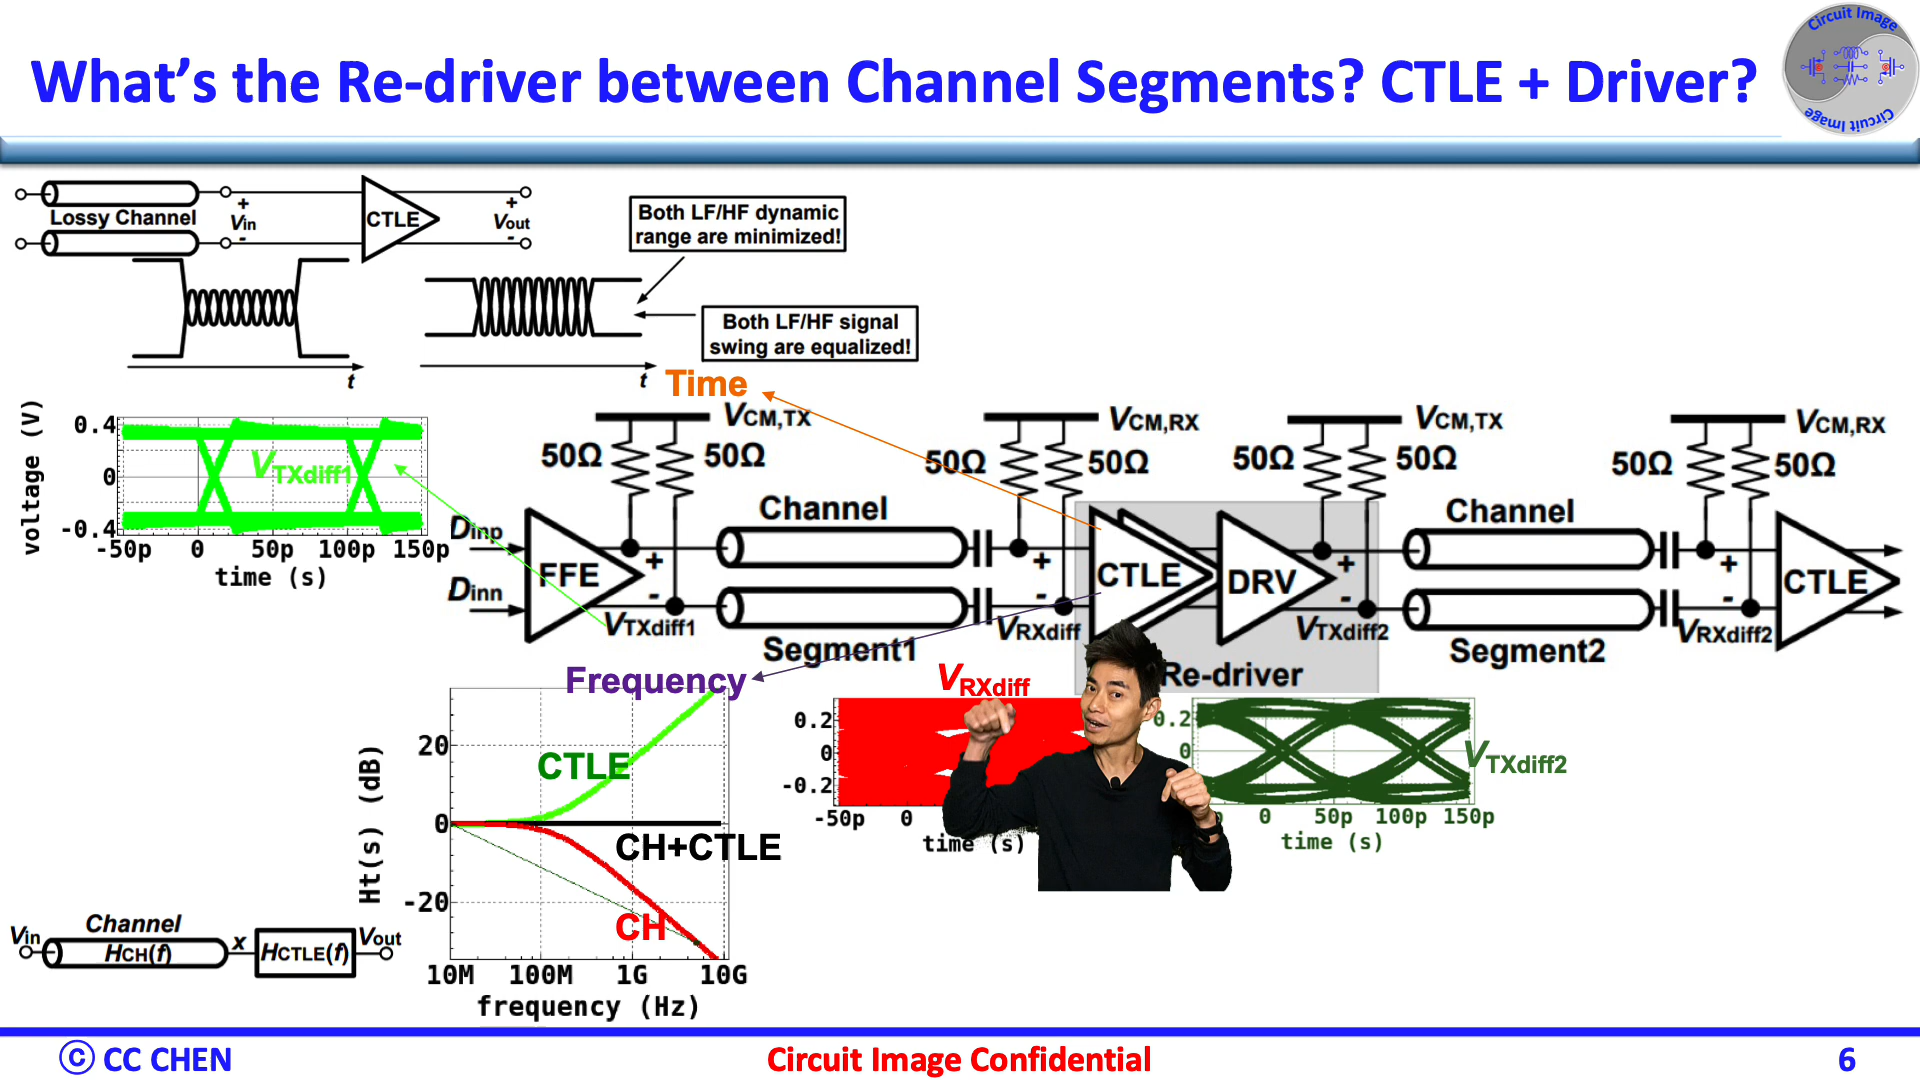 What's the Re-driver between Channel Segments? CTLE + Driver?
Circuit Image
Circuit Image
Lossy Channel
+
Vin
-
CTLE
+
Vout
-
Both LF/HF dynamic
range are minimized!
Both LF/HF signal
swing are equalized!
t
t
Time
Frequency
voltage (V)
0.4
0
-0.4
VTXdiff1
-50p 0 50p 100p 150p
time (s)
VCM,TX
50Ω
50Ω
VCM,RX
50Ω
50Ω
VCM,TX
50Ω
50Ω
VCM,RX
50Ω
50Ω
Dinp
Dinn
FFE
+
-
VTXdiff1
Channel
Segment1
+
-
VRXdiff
CTLE
DRV
Re-driver
+
-
VTXdiff2
Channel
Segment2
+
-
VRXdiff2
CTLE
Ht(s) (dB)
20
0
-20
CTLE
CH+CTLE
CH
10M 100M 1G 10G
frequency (Hz)
VRXdiff
0.2
0
-0.2
-50p 0
time (s)
0.2
0
VTXdiff2
0 50p 100p 150p
time (s)
Vin
Channel
HCH(f)
x
HCTLE(f)
Vout
© CC CHEN
Circuit Image Confidential
6